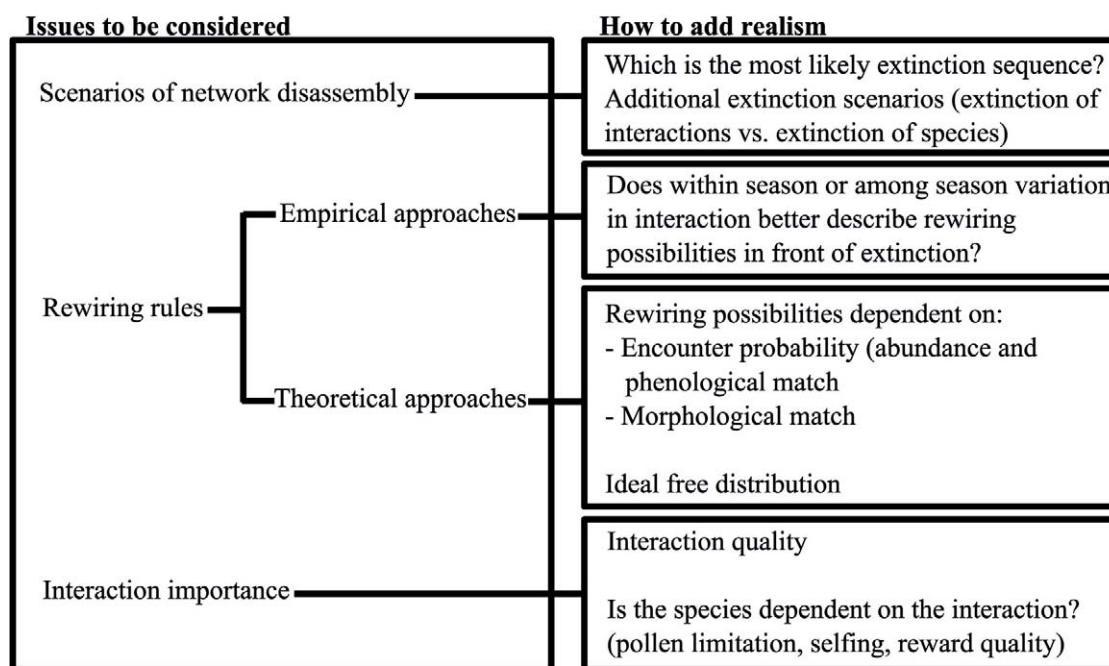 Issues to be considered
How to add realism
Scenarios of network disassembly
Which is the most likely extinction sequence?
Additional extinction scenarios (extinction of
interactions vs. extinction of species)
Rewiring rules
Empirical approaches
Does within season or among season variation
in interaction better describe rewiring
possibilities in front of extinction?
Theoretical approaches
Rewiring possibilities dependent on:
- Encounter probability (abundance and
phenological match
- Morphological match
Ideal free distribution
Interaction importance
Interaction quality
Is the species dependent on the interaction?
(pollen limitation, selfing, reward quality)